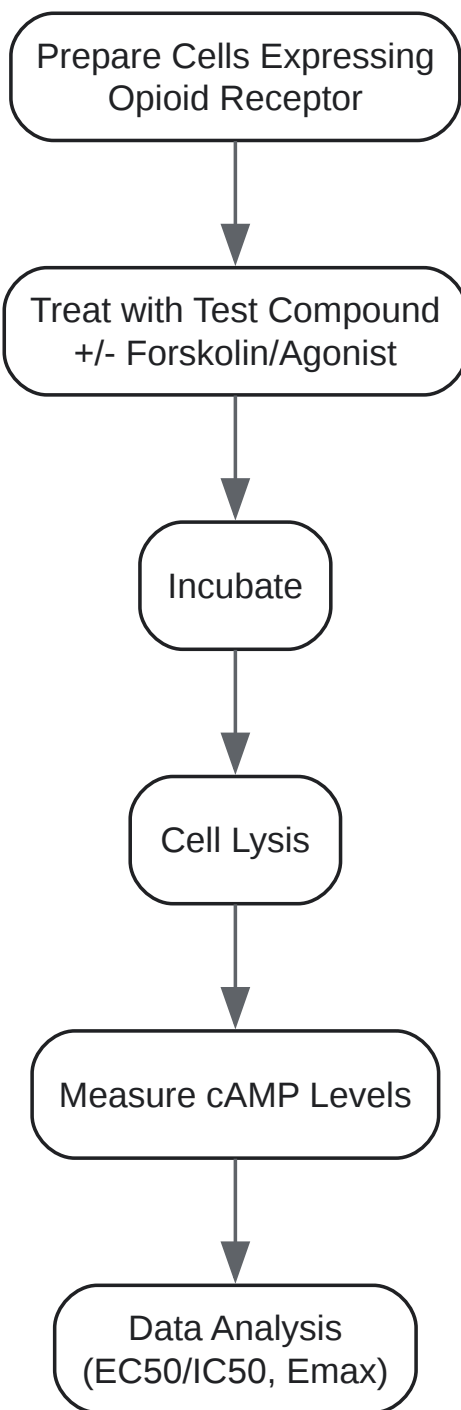 Prepare Cells Expressing
Opioid Receptor
Treat with Test Compound
+/- Forskolin/Agonist
Incubate
Cell Lysis
Measure cAMP Levels
Data Analysis
(EC50/IC50, Emax)